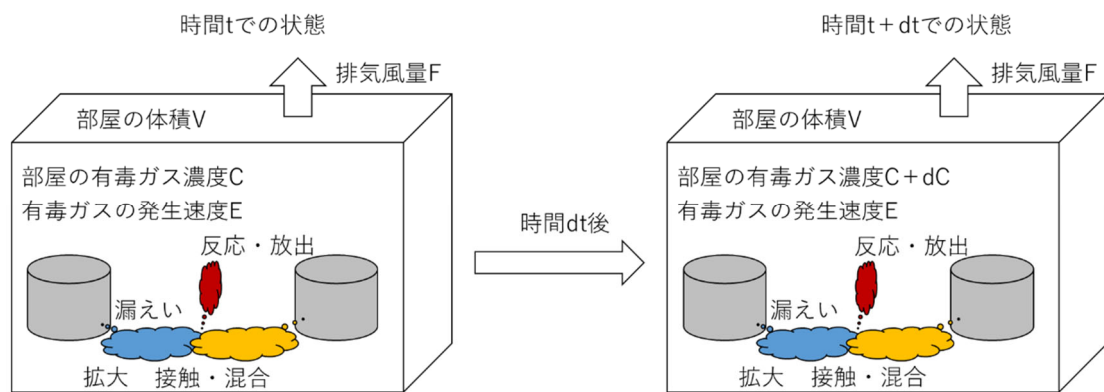 時間tでの状態
排気風量F
部屋の体積V
部屋の有毒ガス濃度C
有毒ガスの発生速度E
反応・放出
漏えい
拡大 接触・混合
時間dt後
時間t＋dtでの状態
排気風量F
部屋の体積V
部屋の有毒ガス濃度C＋dC
有毒ガスの発生速度E
反応・放出
漏えい
拡大 接触・混合